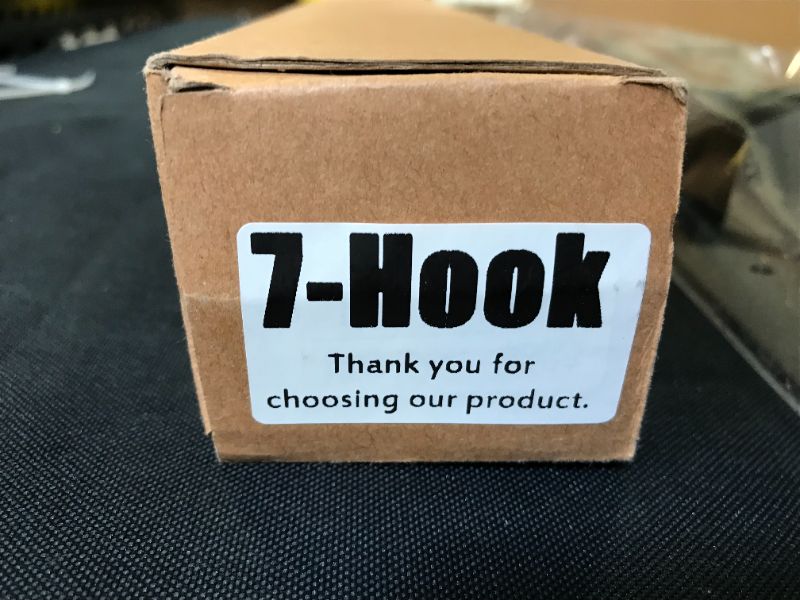 7-Hook
Thank you for
choosing our product.